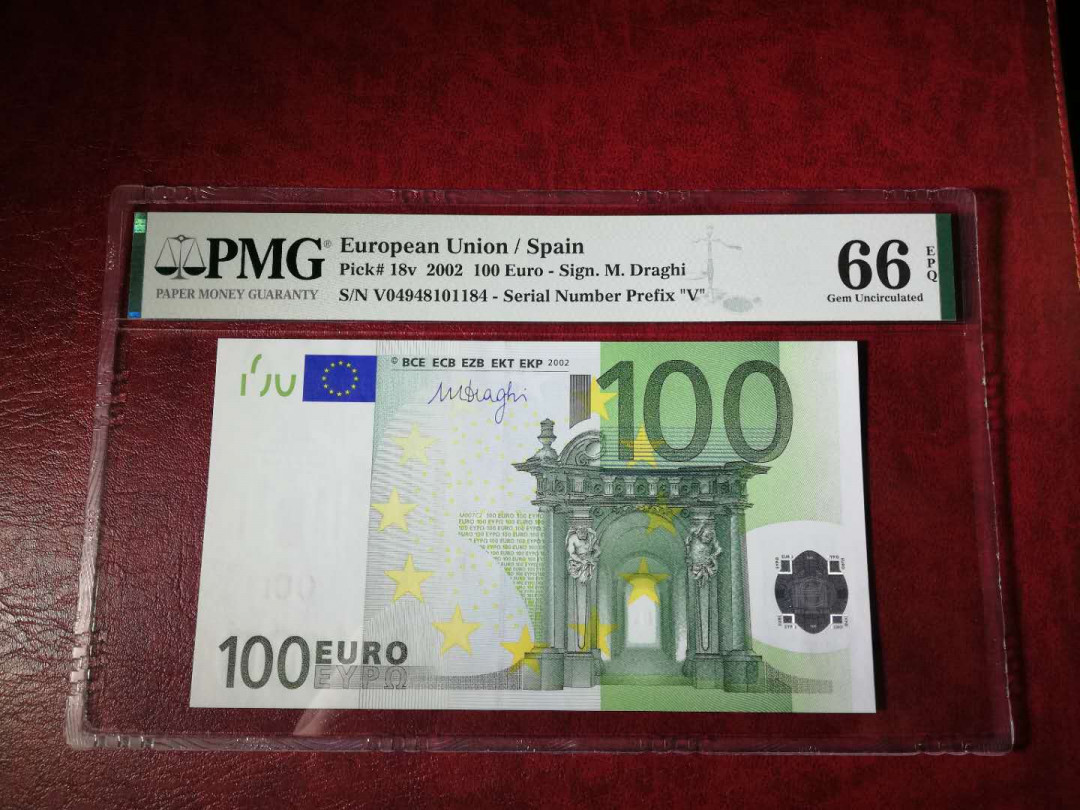 PMG®
PAPER MONEY GUARANTY
European Union / Spain
Pick# 18v 2002 100 Euro - Sign. M. Draghi
S/N V04948101184 - Serial Number Prefix "V"
66
EPQ
Gem Uncirculated
© BCE ECB EZB EKT EKP 2002
MDraghi
100
100 EURO
ΕΥΡΩ